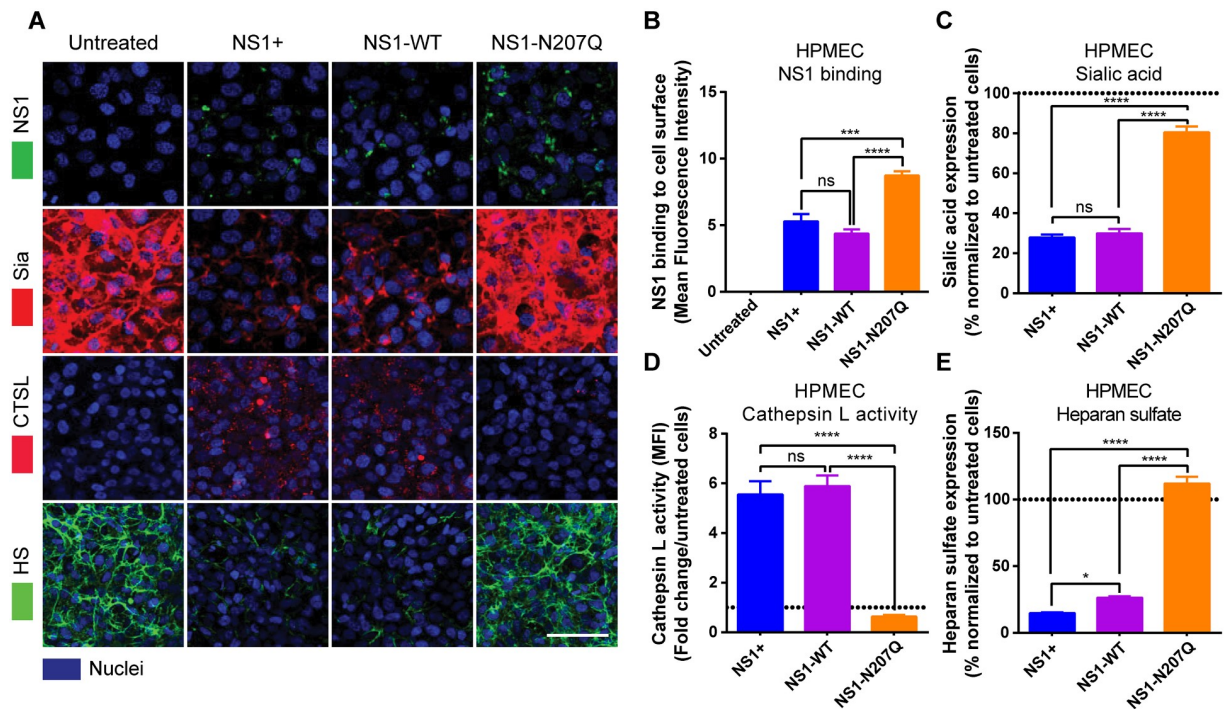 A
Untreated
NS1+
NS1-WT
NS1-N207Q
NS1
Sia
CTSL
HS
Nuclei
B
HPMEC
NS1 binding
NS1 binding to cell surface
(Mean Fluorescence Intensity)
15
10
5
0
***
****
ns
Untreated
NS1+
NS1-WT
NS1-N207Q
C
HPMEC
Sialic acid
Sialic acid expression
(% normalized to untreated cells)
100
80
60
40
20
0
****
****
ns
NS1+
NS1-WT
NS1-N207Q
D
HPMEC
Cathepsin L activity
Cathepsin L activity (MFI)
(Fold change/untreated cells)
8
6
4
2
0
****
ns
****
NS1+
NS1-WT
NS1-N207Q
E
HPMEC
Heparan sulfate
Heparan sulfate expression
(% normalized to untreated cells)
150
100
50
0
****
****
*
NS1+
NS1-WT
NS1-N207Q